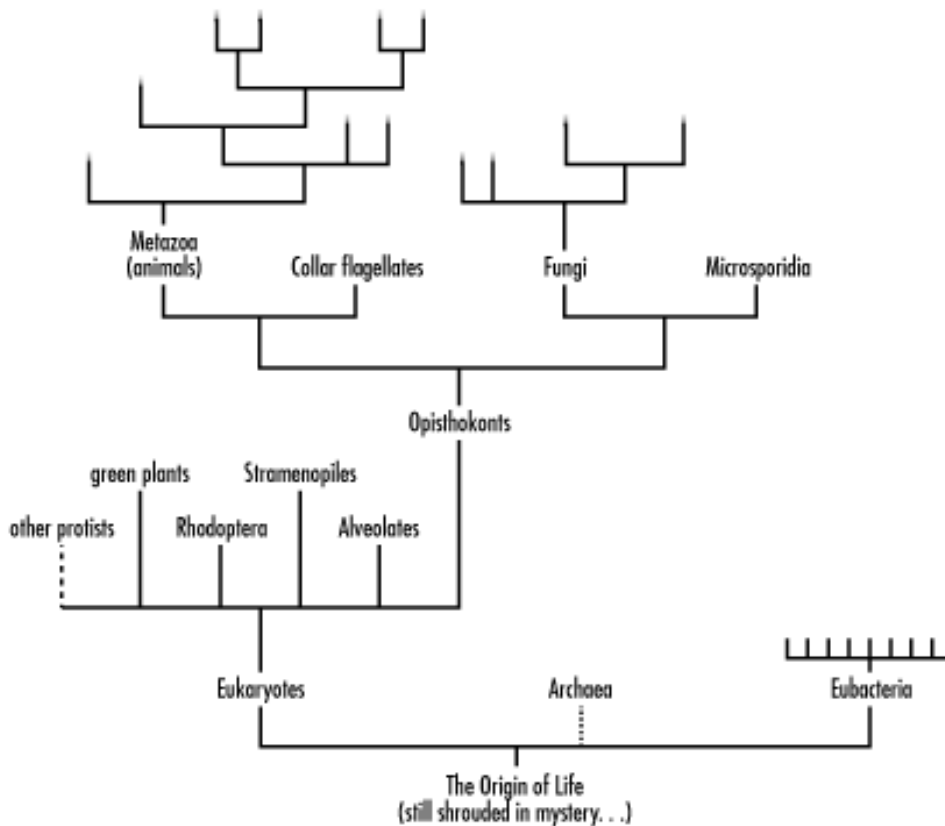 Metazoa
(animals)
Collar flagellates
Fungi
Microsporidia
Opisthokonts
green plants
Stramenopiles
other protists
Rhodoptera
Alveolates
Eukaryotes
Archaea
Eubacteria
The Origin of Life
(still shrouded in mystery. . .)